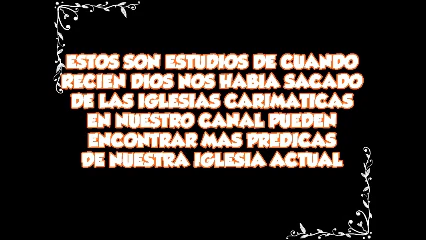 ESTOS SON ESTUDIOS DE CUANDO
RECIEN DIOS NOS HABIA SACADO
DE LAS IGLESIAS CARIMATICAS
EN NUESTRO CANAL PUEDEN
ENCONTRAR MAS PREDICAS
DE NUESTRA IGLESIA ACTUAL